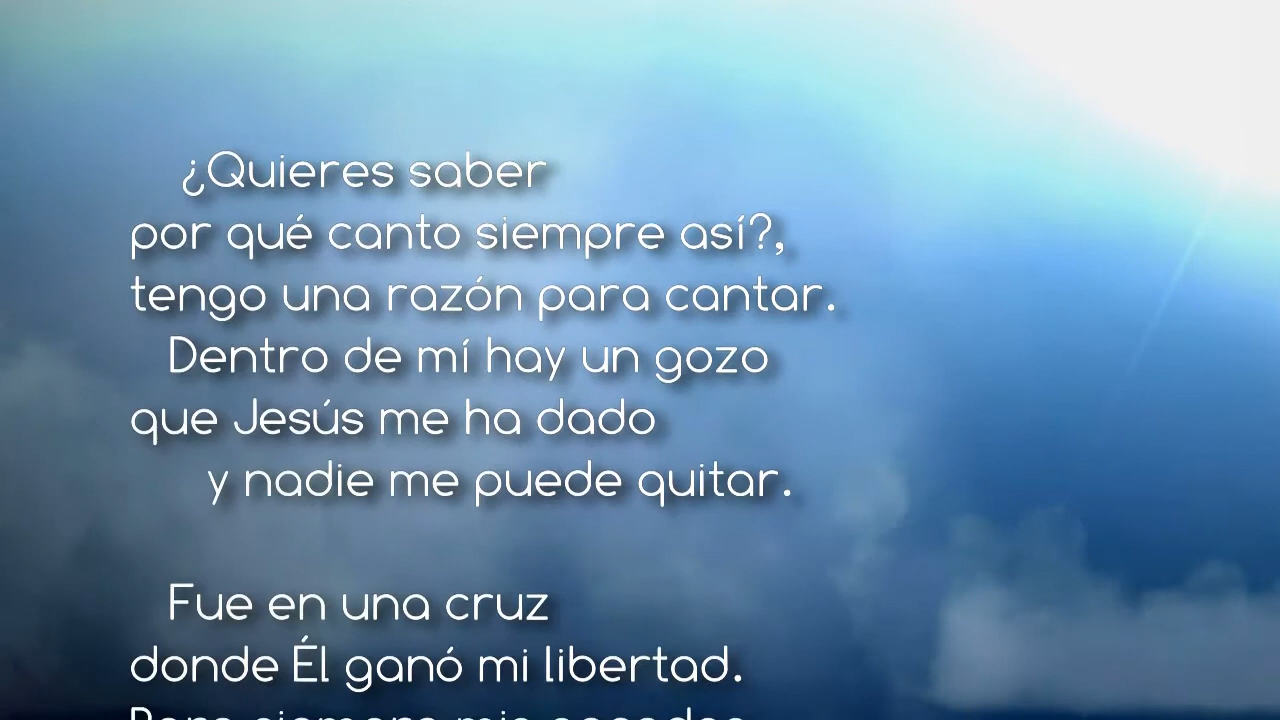 ¿Quieres saber
por qué canto siempre así?,
tengo una razón para cantar.
Dentro de mí hay un gozo
que Jesús me ha dado
y nadie me puede quitar.
Fue en una cruz
donde Él ganó mi libertad.